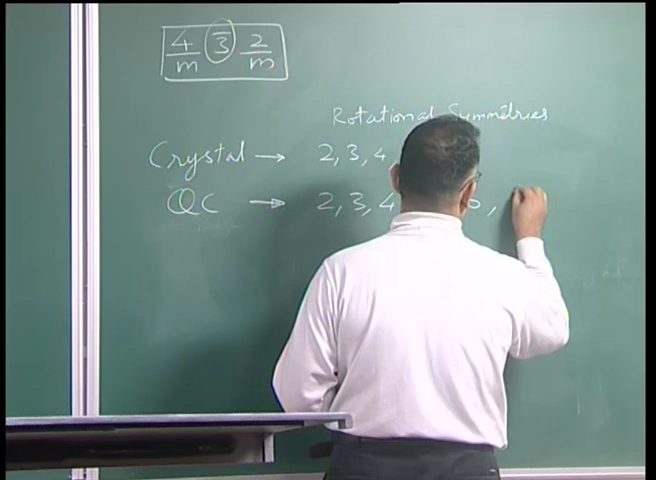 4/m 3̅ 2/m
Rotational Symmetries
Crystal → 2, 3, 4
QC → 2, 3, 4 ,